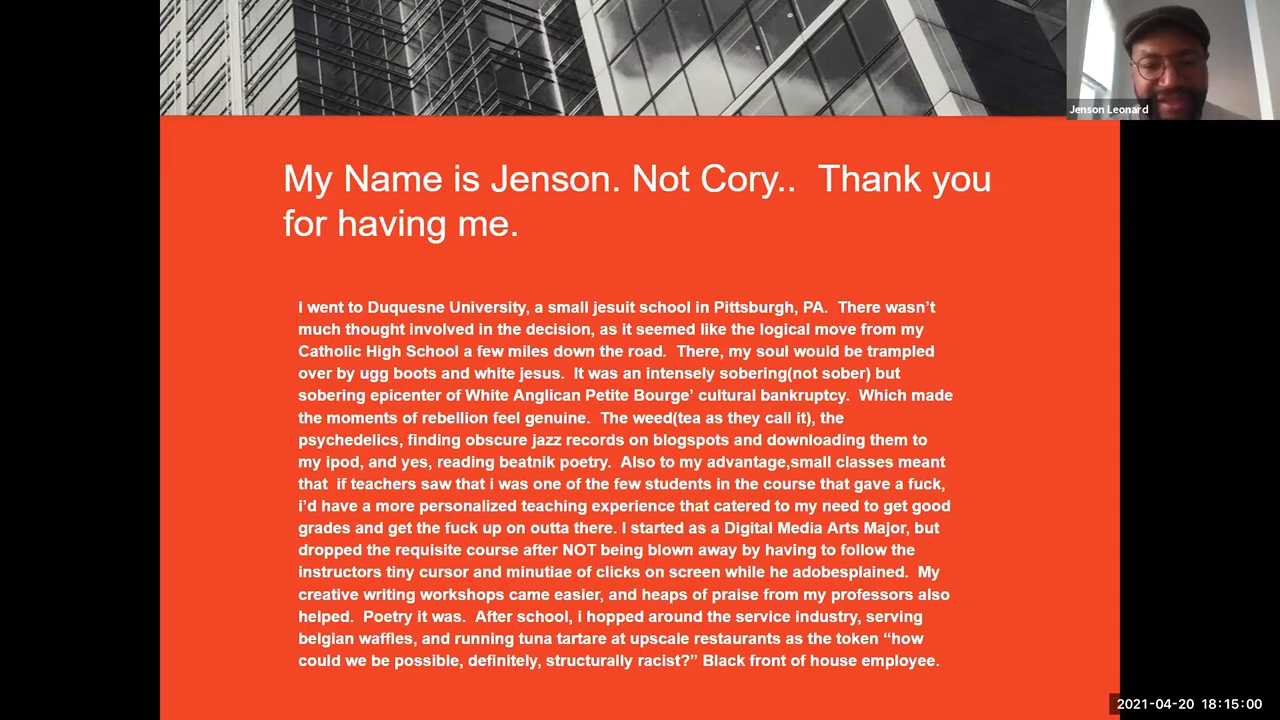 Jenson Leonard
My Name is Jenson. Not Cory..  Thank you
for having me.
I went to Duquesne University, a small jesuit school in Pittsburgh, PA.  There wasn’t
much thought involved in the decision, as it seemed like the logical move from my
Catholic High School a few miles down the road.  There, my soul would be trampled
over by ugg boots and white jesus.  It was an intensely sobering(not sober) but
sobering epicenter of White Anglican Petite Bourge’ cultural bankruptcy.  Which made
the moments of rebellion feel genuine.  The weed(tea as they call it), the
psychedelics, finding obscure jazz records on blogspots and downloading them to
my ipod, and yes, reading beatnik poetry.  Also to my advantage,small classes meant
that  if teachers saw that i was one of the few students in the course that gave a fuck,
i’d have a more personalized teaching experience that catered to my need to get good
grades and get the fuck up on outta there. I started as a Digital Media Arts Major, but
dropped the requisite course after NOT being blown away by having to follow the
instructors tiny cursor and minutiae of clicks on screen while he adobesplained.  My
creative writing workshops came easier, and heaps of praise from my professors also
helped.  Poetry it was.  After school, i hopped around the service industry, serving
belgian waffles, and running tuna tartare at upscale restaurants as the token “how
could we be possible, definitely, structurally racist?” Black front of house employee.
2021-04-20  18:15:00